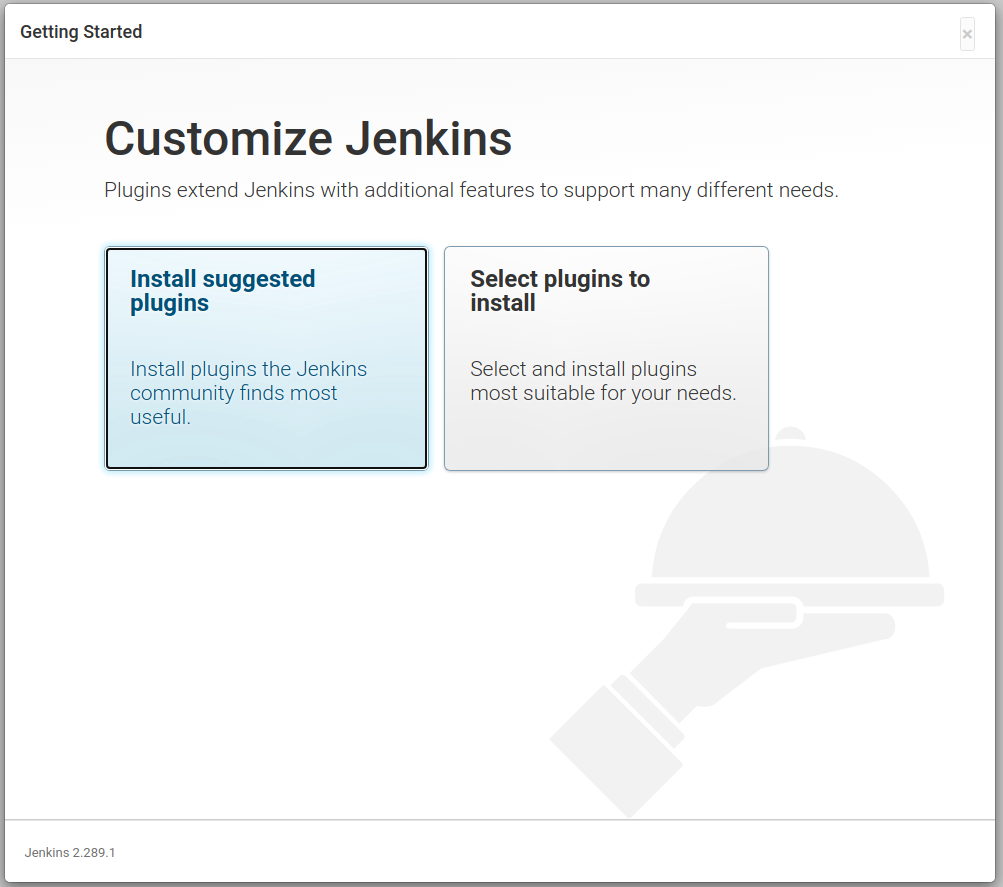 Getting Started
×
Customize Jenkins
Plugins extend Jenkins with additional features to support many different needs.
Install suggested
plugins
Install plugins the Jenkins
community finds most
useful.
Select plugins to
install
Select and install plugins
most suitable for your needs.
Jenkins 2.289.1